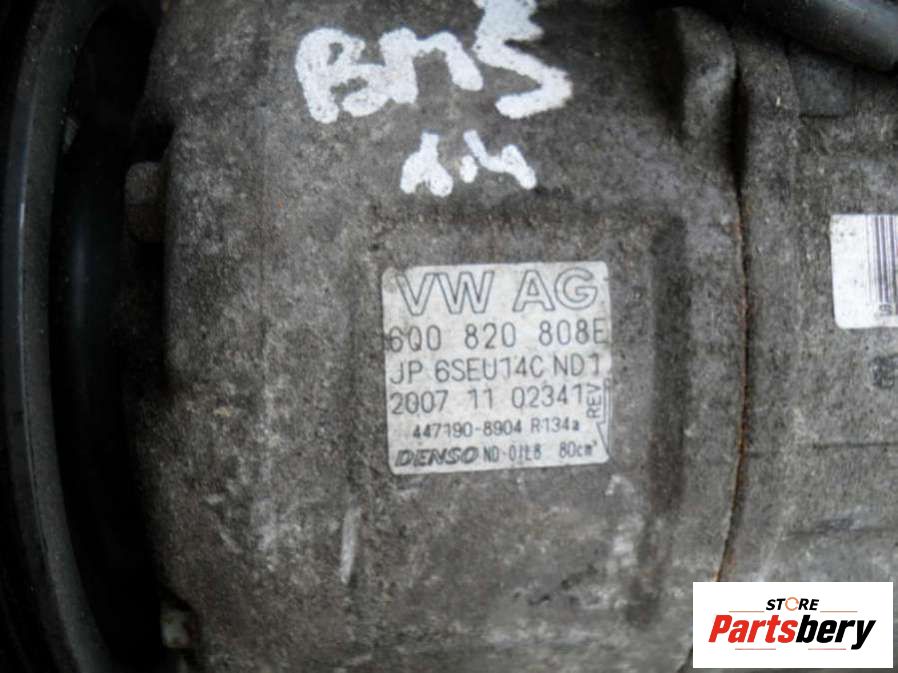 BMS
1.4
VW AG
6Q0 820 808E
JP 6SEU14C ND1
2007 11 02341
REV
447190-8904 R134a
DENSO ND-OIL8 80cm³
STORE
Partsbery